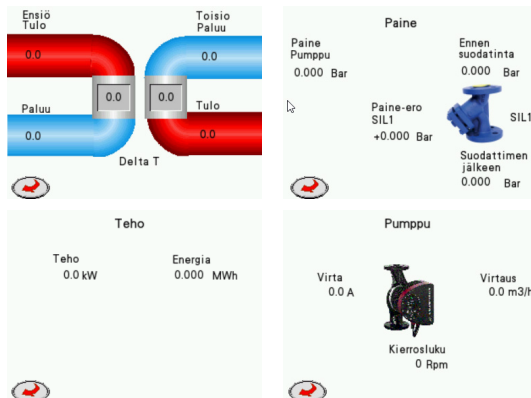 Ensiö
Tulo
0.0
Toisio
Paluu
0.0
0.0
0.0
Paluu
0.0
Tulo
0.0
Delta T
Paine
Paine
Pumppu
0.000 Bar
Ennen
suodatinta
0.000 Bar
Paine-ero
SIL1
+0.000 Bar
SIL1
Suodattimen
jälkeen
0.000 Bar
Teho
Teho
0.0 kW
Energia
0.000 MWh
Pumppu
Virta
0.0 A
Virtaus
0.0 m3/h
Kierrosluku
0 Rpm